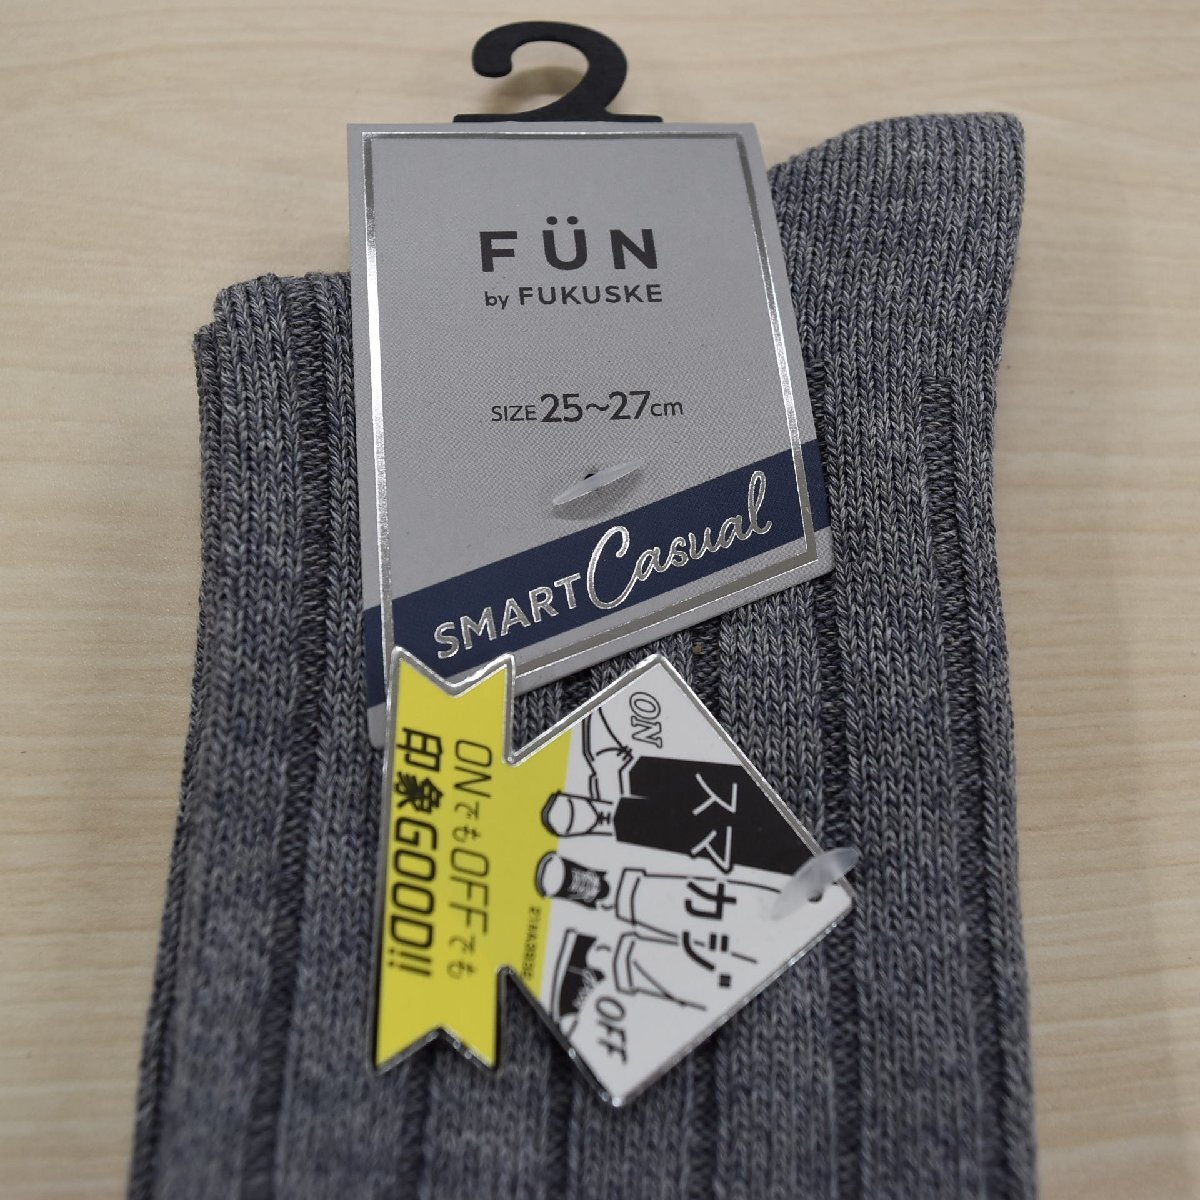 FÜN
by FUKUSKE
SIZE 25~27cm
SMART Casual
ONでもOFFでも
印象GOOD!!
ON
スマカジ
OFF